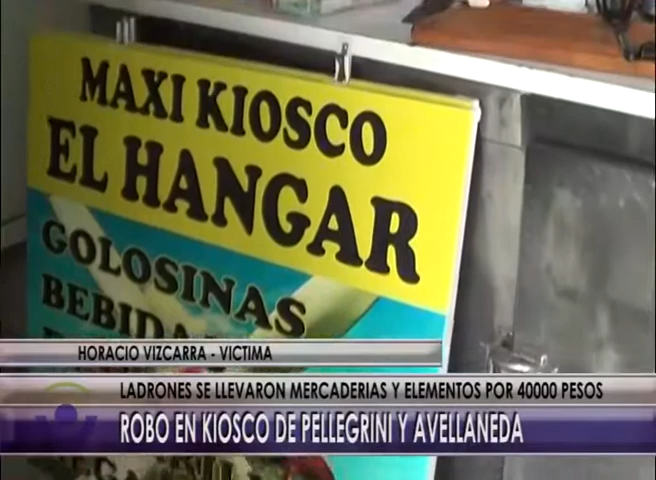 MAXI KIOSCO
EL HANGAR
GOLOSINAS
HORACIO VIZCARRA - VICTIMA
LADRONES SE LLEVARON MERCADERIAS Y ELEMENTOS POR 40000 PESOS
ROBO EN KIOSCO DE PELLEGRINI Y AVELLANEDA